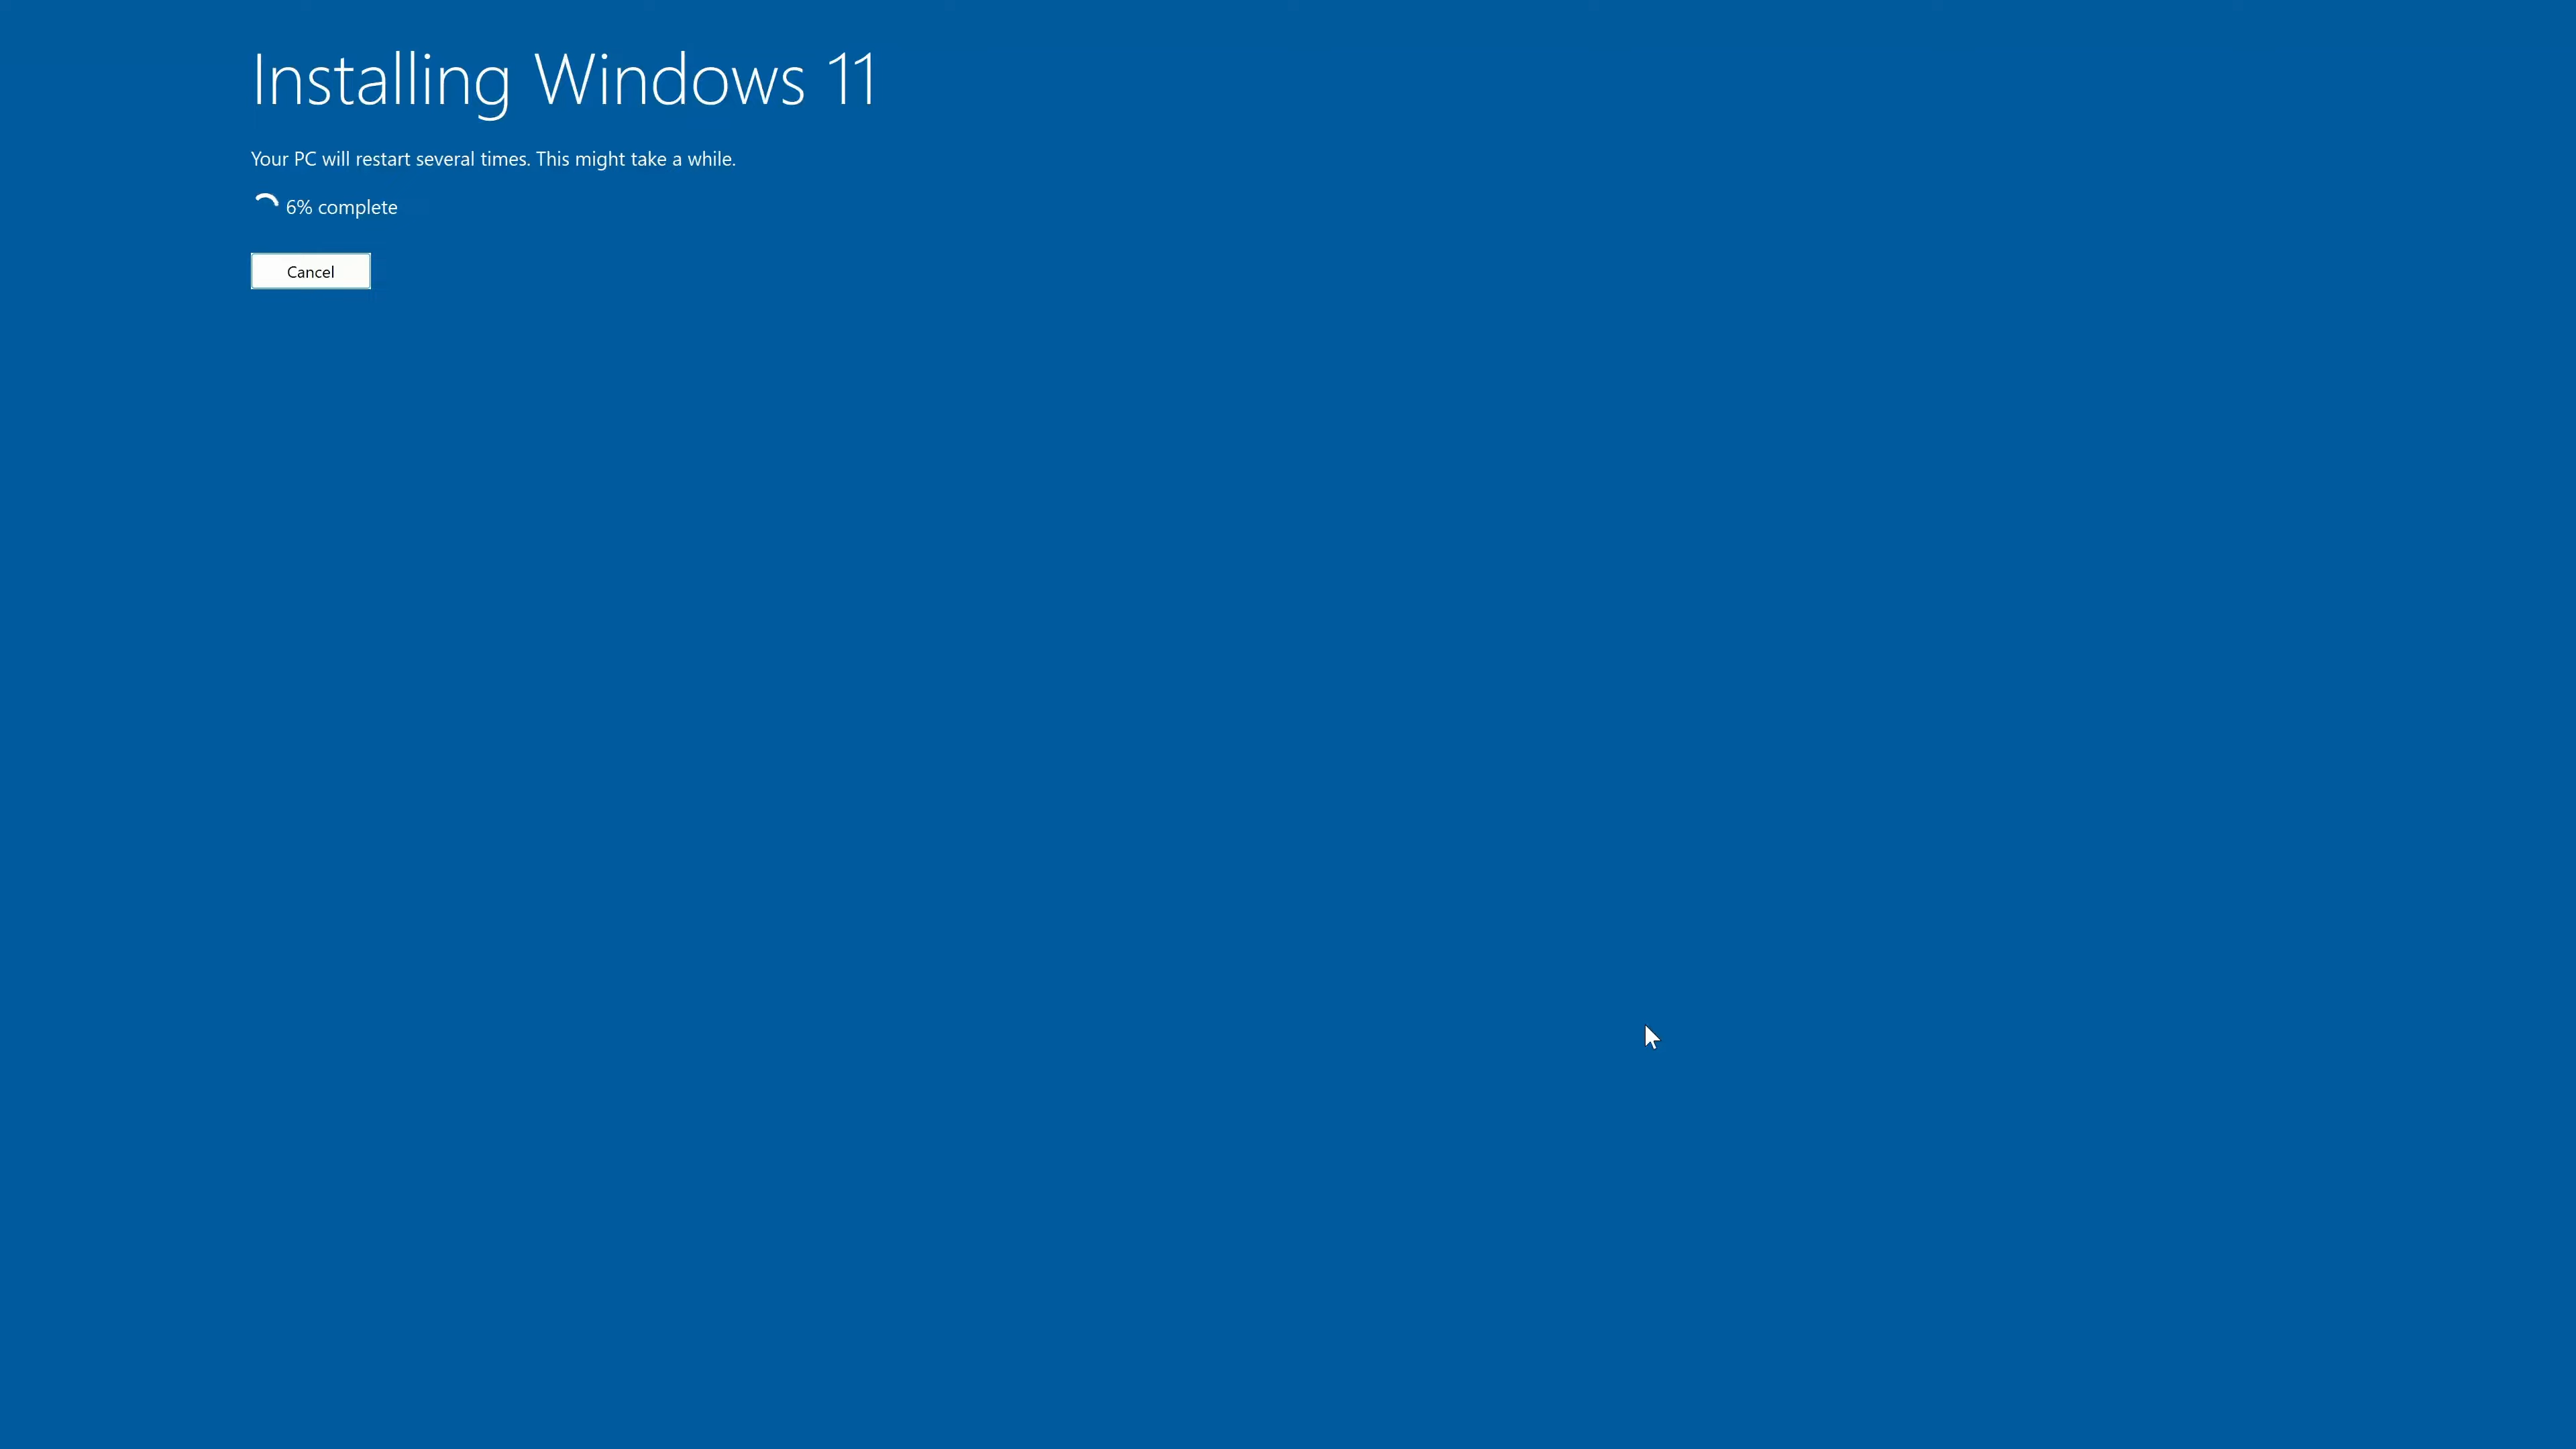 Installing Windows 11
Your PC will restart several times. This might take a while.
6% complete
Cancel